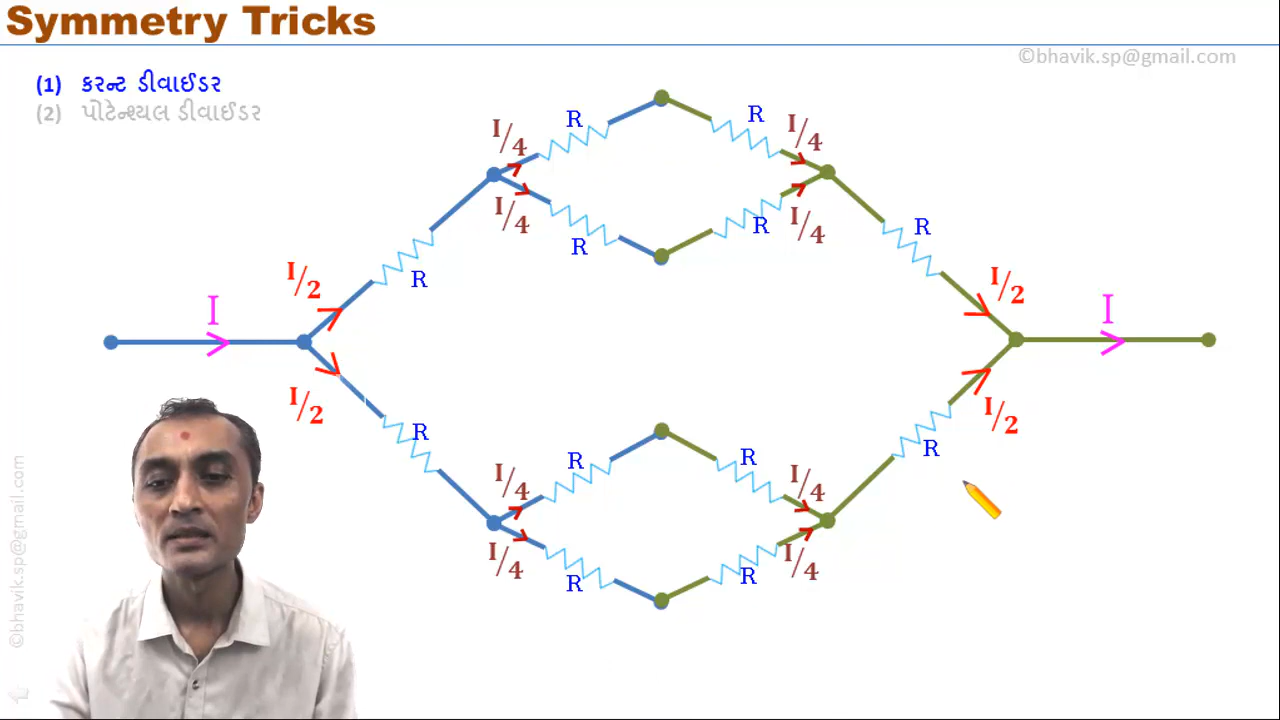 Symmetry Tricks
©bhavik.sp@gmail.com
(1) કરન્ટ ડીવાઈડર
(2) પોટેન્શ્યલ ડીવાઈડર
R
R
I/4
I/4
I/4
I/4
R
R
R
R
I/2
I/2
I
I
I/2
I/2
R
R
R
R
I/4
I/4
I/4
I/4
R
R
©bhavik.sp@gmail.com